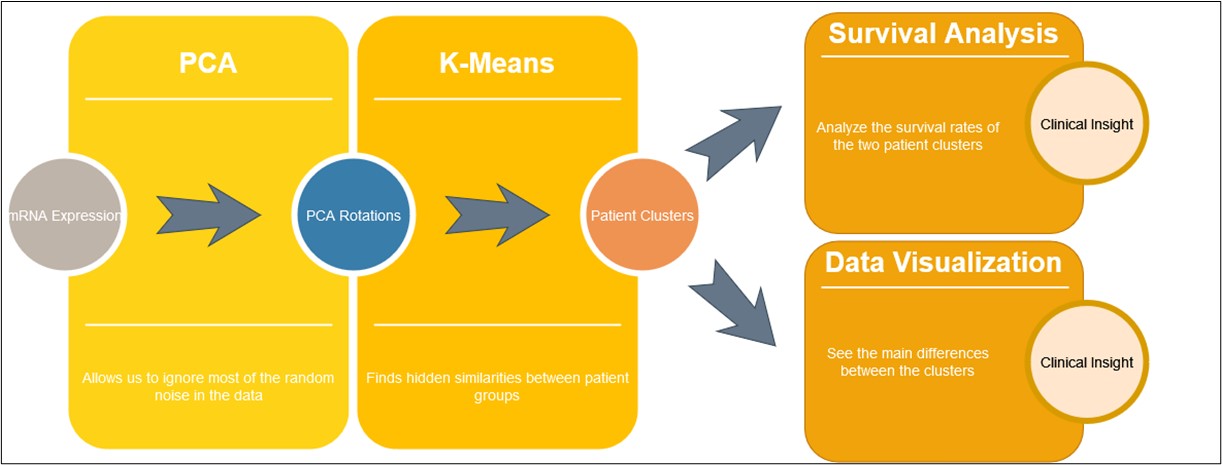 PCA
mRNA Expression
PCA Rotations
Allows us to ignore most of the random
noise in the data
K-Means
Patient Clusters
Finds hidden similarities between patient
groups
Survival Analysis
Analyze the survival rates of
the two patient clusters
Clinical Insight
Data Visualization
See the main differences
between the clusters
Clinical Insight